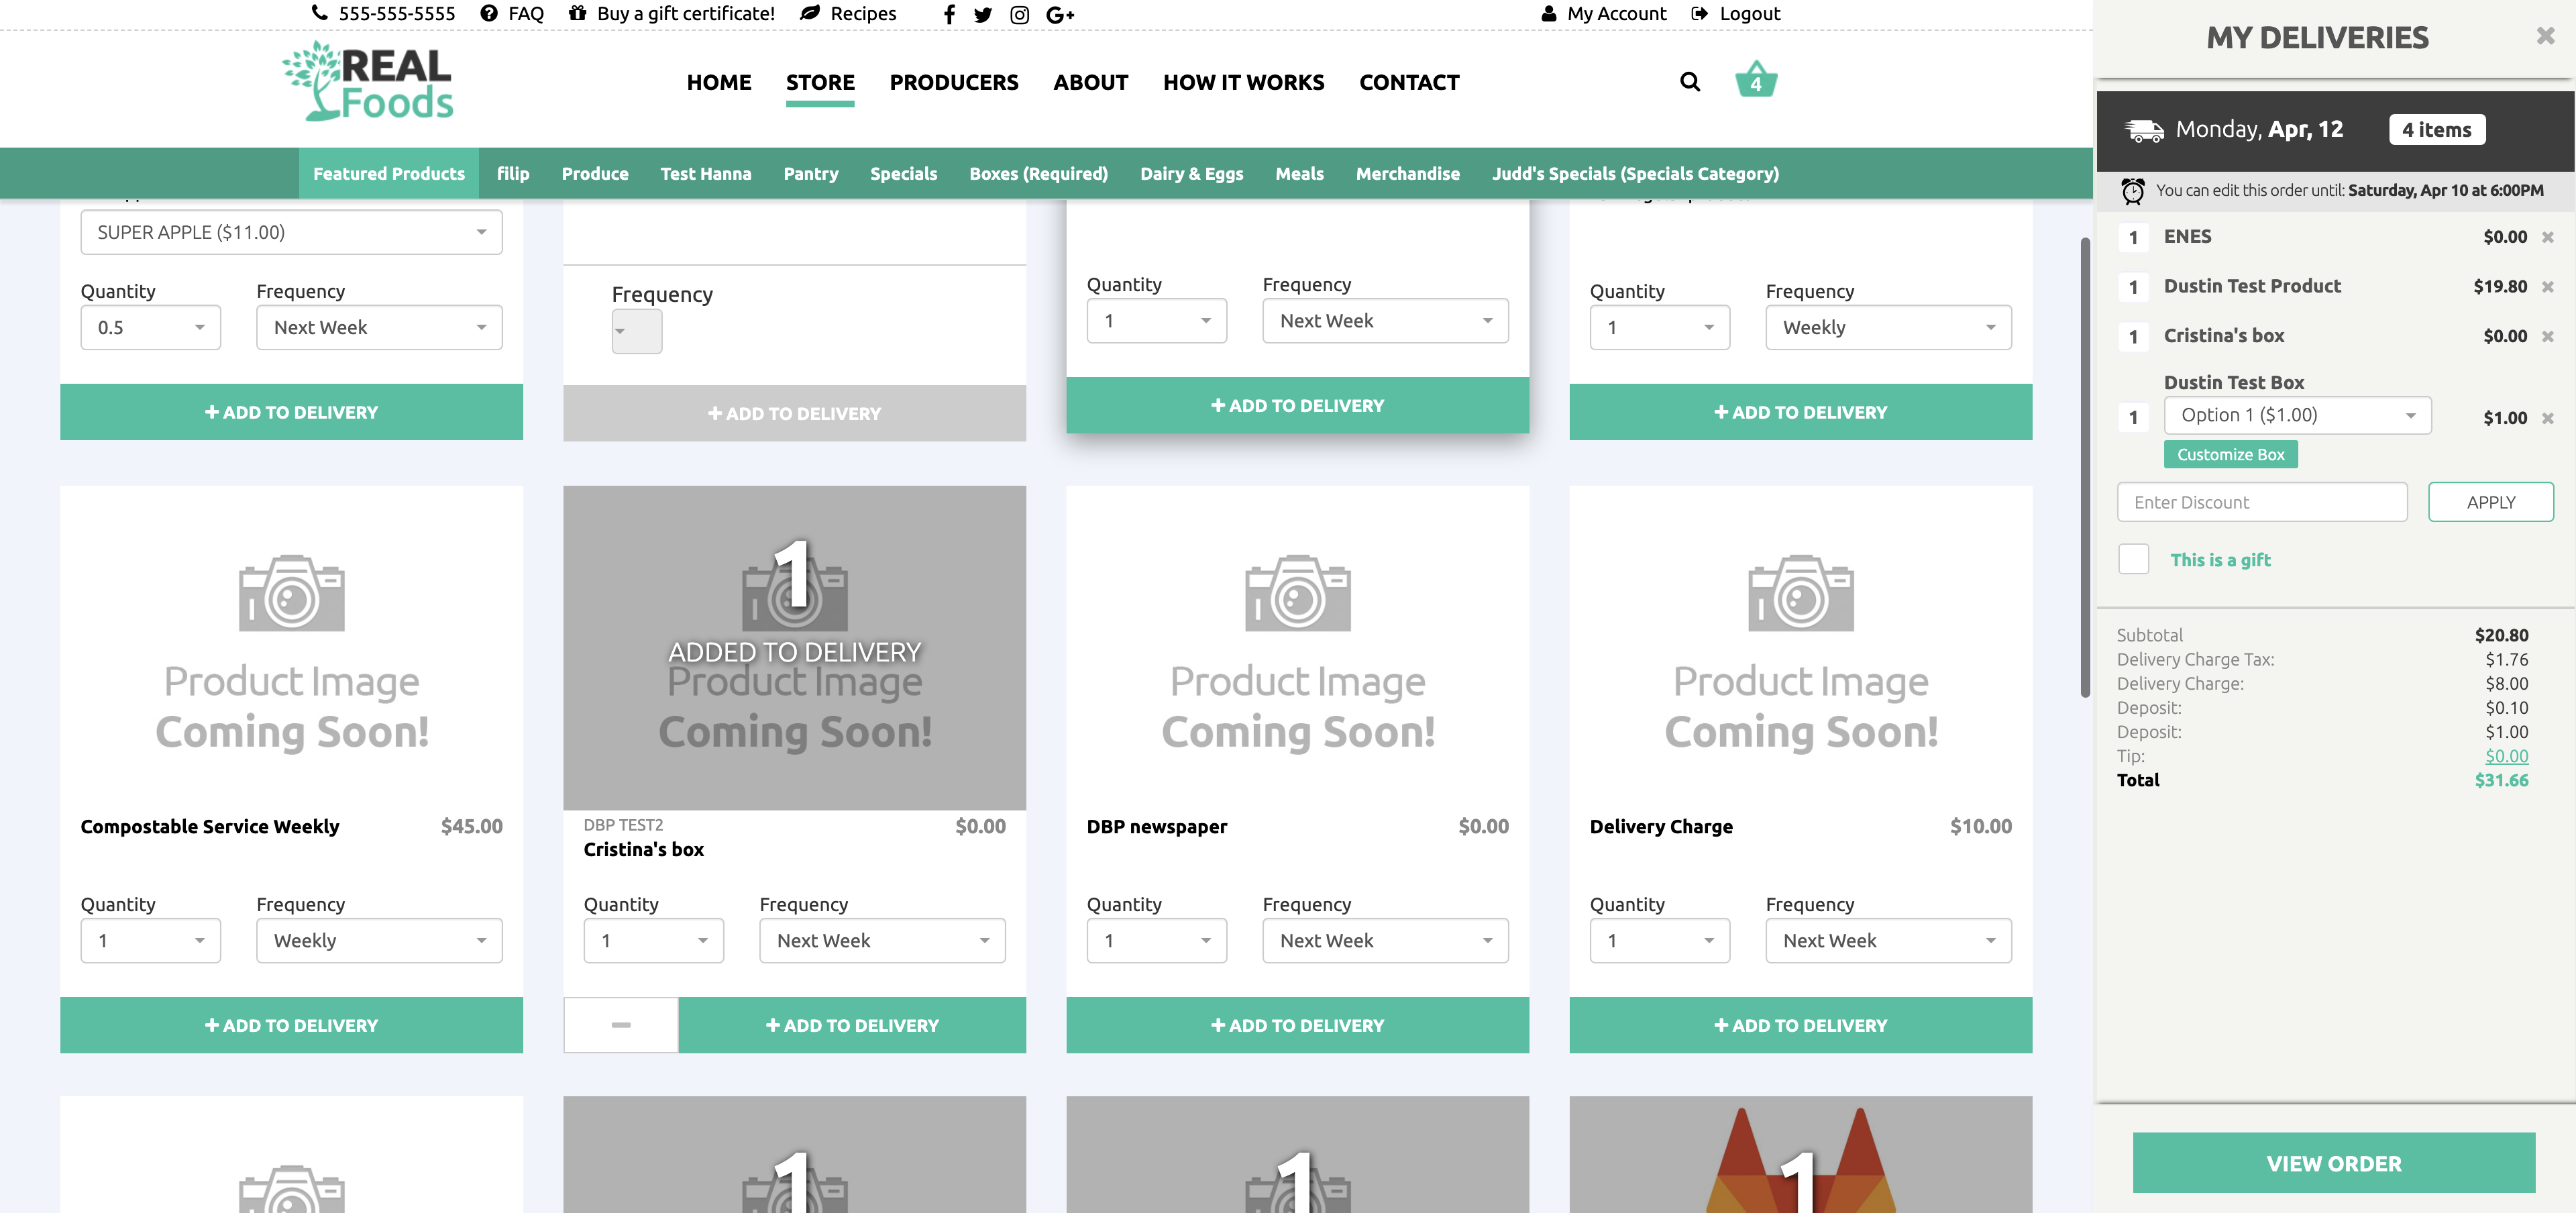 555-555-5555 FAQ Buy a gift certificate! Recipes G+ My Account Logout
REAL
Foods
HOME STORE PRODUCERS ABOUT HOW IT WORKS CONTACT 4
Featured Products filip Produce Test Hanna Pantry Specials Boxes (Required) Dairy & Eggs Meals Merchandise Judd's Specials (Specials Category)
SUPER APPLE ($11.00)
Quantity Frequency
0.5 Next Week
+ ADD TO DELIVERY
Frequency
+ ADD TO DELIVERY
Quantity Frequency
1 Next Week
+ ADD TO DELIVERY
Quantity Frequency
1 Weekly
+ ADD TO DELIVERY
Product Image
Coming Soon!
Compostable Service Weekly $45.00
Quantity Frequency
1 Weekly
+ ADD TO DELIVERY
1
ADDED TO DELIVERY
Product Image
Coming Soon!
DBP TEST2 $0.00
Cristina's box
Quantity Frequency
1 Next Week
+ ADD TO DELIVERY
Product Image
Coming Soon!
DBP newspaper $0.00
Quantity Frequency
1 Next Week
+ ADD TO DELIVERY
Product Image
Coming Soon!
Delivery Charge $10.00
Quantity Frequency
1 Next Week
+ ADD TO DELIVERY
1
1
1
MY DELIVERIES
Monday, Apr, 12 4 items
You can edit this order until: Saturday, Apr 10 at 6:00PM
1 ENES $0.00
1 Dustin Test Product $19.80
1 Cristina's box $0.00
Dustin Test Box
1 Option 1 ($1.00) $1.00
Customize Box
Enter Discount APPLY
This is a gift
Subtotal $20.80
Delivery Charge Tax: $1.76
Delivery Charge: $8.00
Deposit: $0.10
Deposit: $1.00
Tip: $0.00
Total $31.66
VIEW ORDER